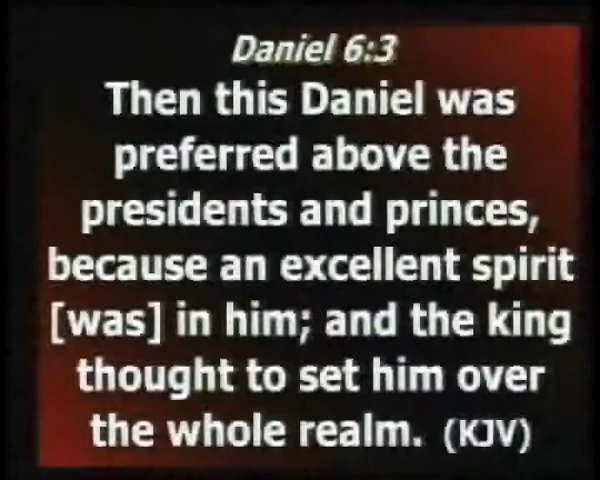 Daniel 6:3
Then this Daniel was
preferred above the
presidents and princes,
because an excellent spirit
[was] in him; and the king
thought to set him over
the whole realm. (KJV)